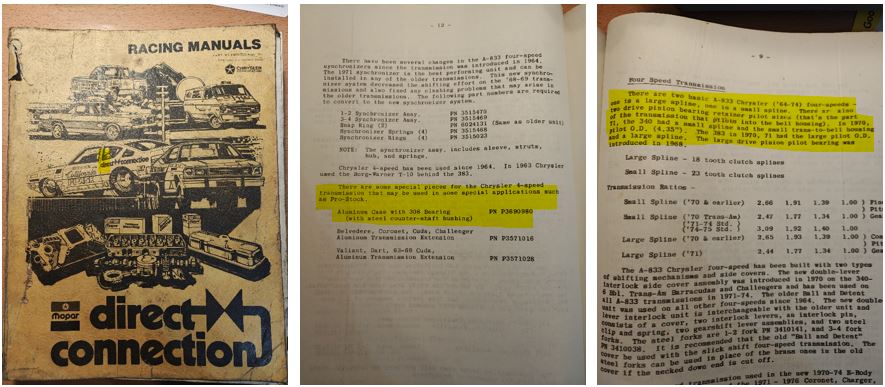 RACING MANUALS
CHRYSLER
direct connection
Mopar
direct
connection
- 12 -
There have been several changes in the A-833 four-speed
synchronizers since the transmission was introduced in 1964.
The 1971 synchronizer is the best performing unit and can be
installed in any of the older transmissions. This new synchro-
nizer system decreased the shifting effort on the '68-69 trans-
missions and also fixed any clashing problems that may arise in
the older transmissions. The following part numbers are required
to convert to the new synchronizer system.
1-2 Synchronizer Assy. PN 3515470
3-4 Synchronizer Assy. PN 3515469
Snap Ring (2) PN 6024131 (Same as older unit)
Synchronizer Springs (4) PN 3515468
Synchronizer Rings (4) PN 3515023
NOTE: The synchronizer assy. includes sleeve, struts,
hub, and springs.
Chrysler 4-speed has been used since 1964. In 1963 Chrysler
used the Borg-Warner T-10 behind the 383.
There are some special pieces for the Chrysler 4-speed
transmission that may be used in some special applications such
as Pro-Stock.
Aluminum Case with 308 Bearing PN P3690980
(with steel counter-shaft bushing)
Belvedere, Coronet, Cuda, Challenger
Aluminum Transmission Extension PN P3571016
Valiant, Dart, 63-68 Cuda,
Aluminum Transmission Extension PN P3571028
- 9 -
Four Speed Transmission
There are two basic A-833 Chrysler ('64-74) four-speeds -
one is a large spline, one is a small spline. There are also
two drive pinion bearing retainer pilot sizes (that's the part
of the transmission that pilots into the bell housing). In 1970,
71, the 340 had a small spline and the small trans-to-bell housing
pilot O.D. (4.35"). The 383 in 1970, 71 had the large pilot O.D.
and a large spline. The large drive pinion pilot bearing was
introduced in 1968.
Large Spline - 18 tooth clutch splines
Small Spline - 23 tooth clutch splines
Transmission Ratios -
Small Spline ('70 & earlier) 2.66 1.91 1.39 1.00 )
Small Spline ('70 Trans-Am) 2.47 1.77 1.34 1.00 )
('71-74 Std. )
('74-75 Std. ) 3.09 1.92 1.40 1.00
Large Spline ('70 & earlier) 2.65 1.93 1.39 1.00 )
Large Spline ('71) 2.44 1.77 1.34 1.00 )
The A-833 Chrysler four-speed has been built with two types
of shifting mechanisms and side covers. The new double-lever
laterlock side cover assembly was introduced in 1970 on the 340-
6 Bbl. Trans-Am Barracudas and Challengers and has been used on
all A-833 transmissions in 1971-74. The older Ball and Detent
unit was used on all other four-speeds since 1964. The new double
lever interlock unit is interchangeable with the older unit and
consists of a cover, two interlock levers, an interlock pin,
clip and spring, two gearshift lever assemblies, and two steel
forks. The steel forks are 1-2 fork PN 3410141, and 3-4 fork
PN 3410038. It is recommended that the old "Ball and Detent"
cover be used with the slick shift four-speed transmission. The
steel forks can be used in place of the brass ones in the old
cover if the necked down end is cut off.
transmission used in the new 1970-74 E-Body
1971 - 1976 Coronet, Charger,